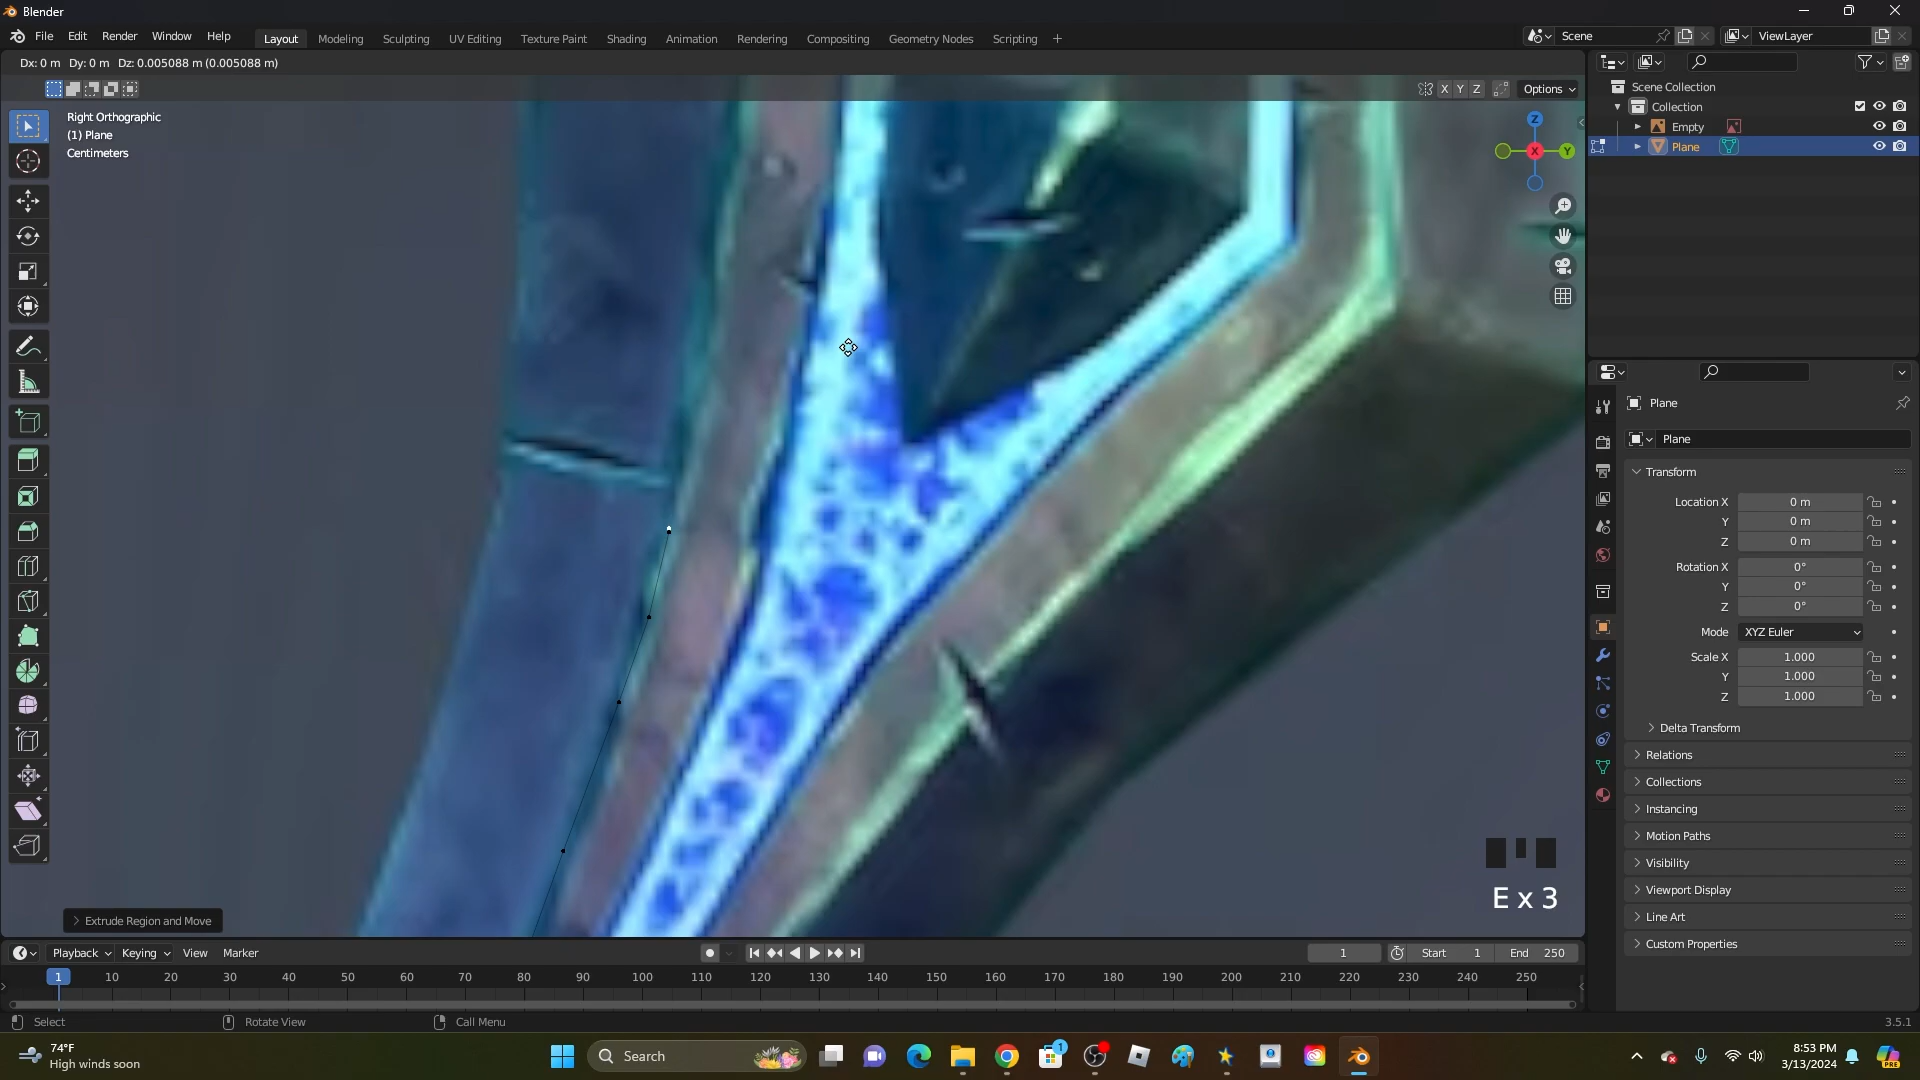 Blender
File Edit Render Window Help
Layout Modeling Sculpting UV Editing Texture Paint Shading Animation Rendering Compositing Geometry Nodes Scripting +
Scene
ViewLayer
Dx: 0 m Dy: 0 m Dz: 0.005088 m (0.005088 m)
X Y Z Options
Right Orthographic
(1) Plane
Centimeters
Z
X
Y
Scene Collection
Collection
Empty
Plane
Plane
Plane
Transform
Location X 0 m
Y 0 m
Z 0 m
Rotation X 0°
Y 0°
Z 0°
Mode XYZ Euler
Scale X 1.000
Y 1.000
Z 1.000
Delta Transform
Relations
Collections
Instancing
Motion Paths
Visibility
Viewport Display
Line Art
Custom Properties
E x 3
Extrude Region and Move
Playback Keying View Marker
1 Start 1 End 250
1 10 20 30 40 50 60 70 80 90 100 110 120 130 140 150 160 170 180 190 200 210 220 230 240 250
Select Rotate View Call Menu
3.5.1
74°F
High winds soon
Search
1
8:53 PM
3/13/2024
PRE